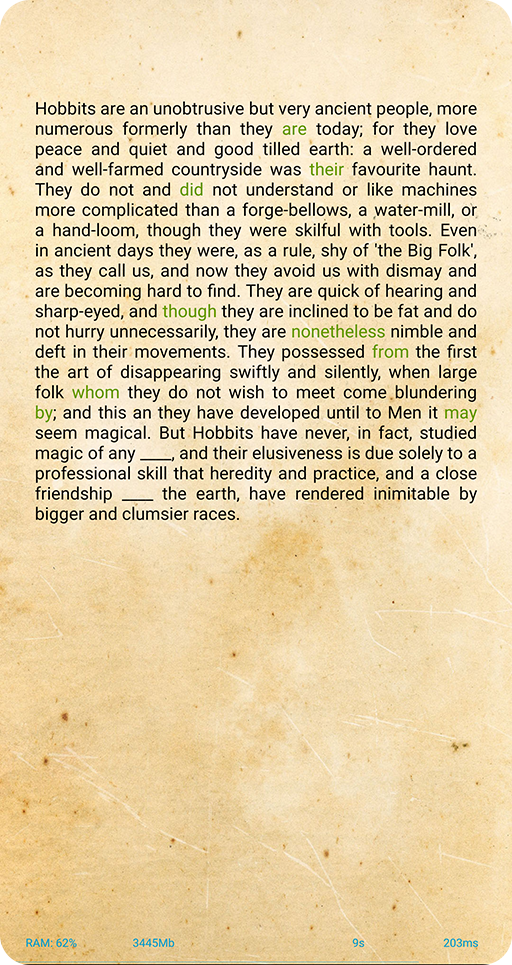 Hobbits are an unobtrusive but very ancient people, more
numerous formerly than they are today; for they love
peace and quiet and good tilled earth: a well-ordered
and well-farmed countryside was their favourite haunt.
They do not and did not understand or like machines
more complicated than a forge-bellows, a water-mill, or
a hand-loom, though they were skilful with tools. Even
in ancient days they were, as a rule, shy of 'the Big Folk',
as they call us, and now they avoid us with dismay and
are becoming hard to find. They are quick of hearing and
sharp-eyed, and though they are inclined to be fat and do
not hurry unnecessarily, they are nonetheless nimble and
deft in their movements. They possessed from the first
the art of disappearing swiftly and silently, when large
folk whom they do not wish to meet come blundering
by; and this an they have developed until to Men it may
seem magical. But Hobbits have never, in fact, studied
magic of any ____, and their elusiveness is due solely to a
professional skill that heredity and practice, and a close
friendship ____ the earth, have rendered inimitable by
bigger and clumsier races.
RAM: 62% 3445Mb 9s 203ms